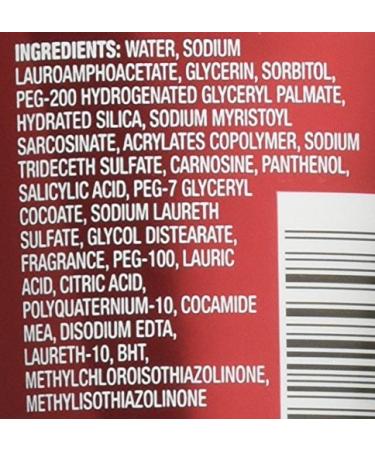 INGREDIENTS: WATER, SODIUM
LAUROAMPHOACETATE, GLYCERIN, SORBITOL,
PEG-200 HYDROGENATED GLYCERYL PALMATE,
HYDRATED SILICA, SODIUM MYRISTOYL
SARCOSINATE, ACRYLATES COPOLYMER, SODIUM
TRIDECETH SULFATE, CARNOSINE, PANTHENOL,
SALICYLIC ACID, PEG-7 GLYCERYL
COCOATE, SODIUM LAURETH
SULFATE, GLYCOL DISTEARATE,
FRAGRANCE, PEG-100, LAURIC
ACID, CITRIC ACID,
POLYQUATERNIUM-10, COCAMIDE
MEA, DISODIUM EDTA,
LAURETH-10, BHT,
METHYLCHLOROISOTHIAZOLINONE,
METHYLISOTHIAZOLINONE